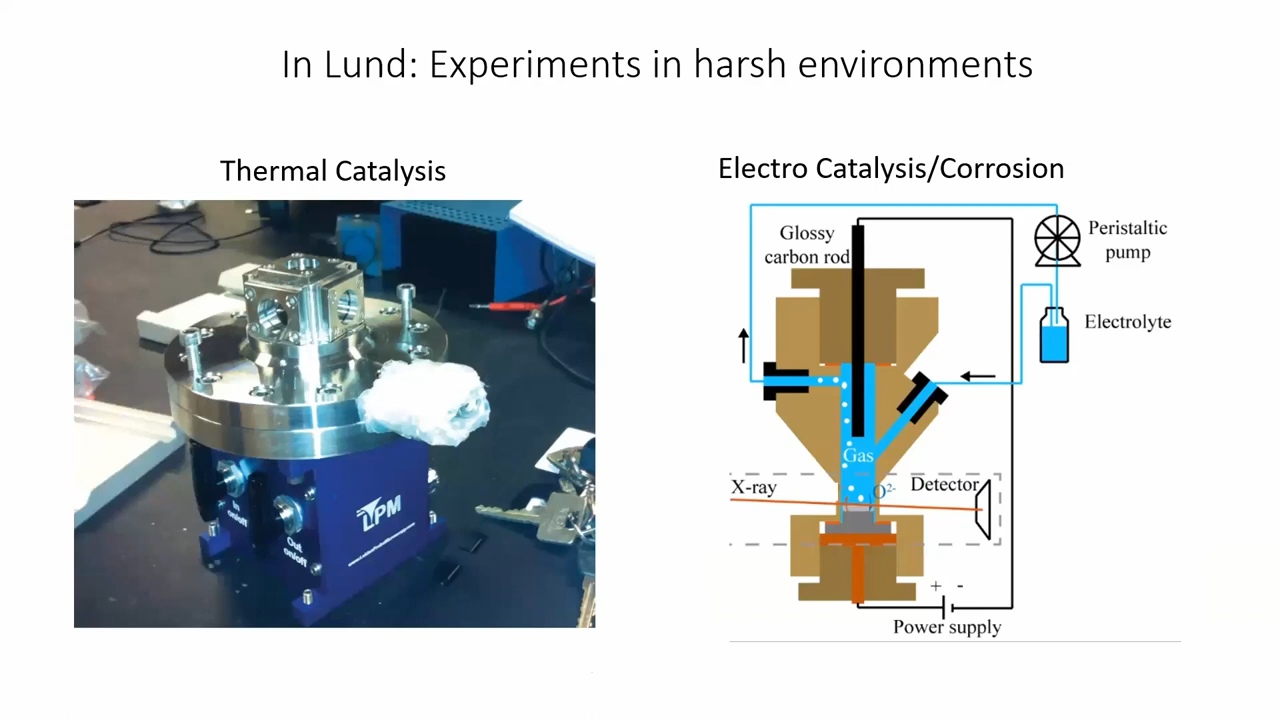 In Lund: Experiments in harsh environments
Thermal Catalysis
In
on/off
Out
on/off
LPM
Electro Catalysis/Corrosion
Glossy
carbon rod
Peristaltic
pump
Electrolyte
Gas
X-ray
O²⁻
Detector
+ -
Power supply